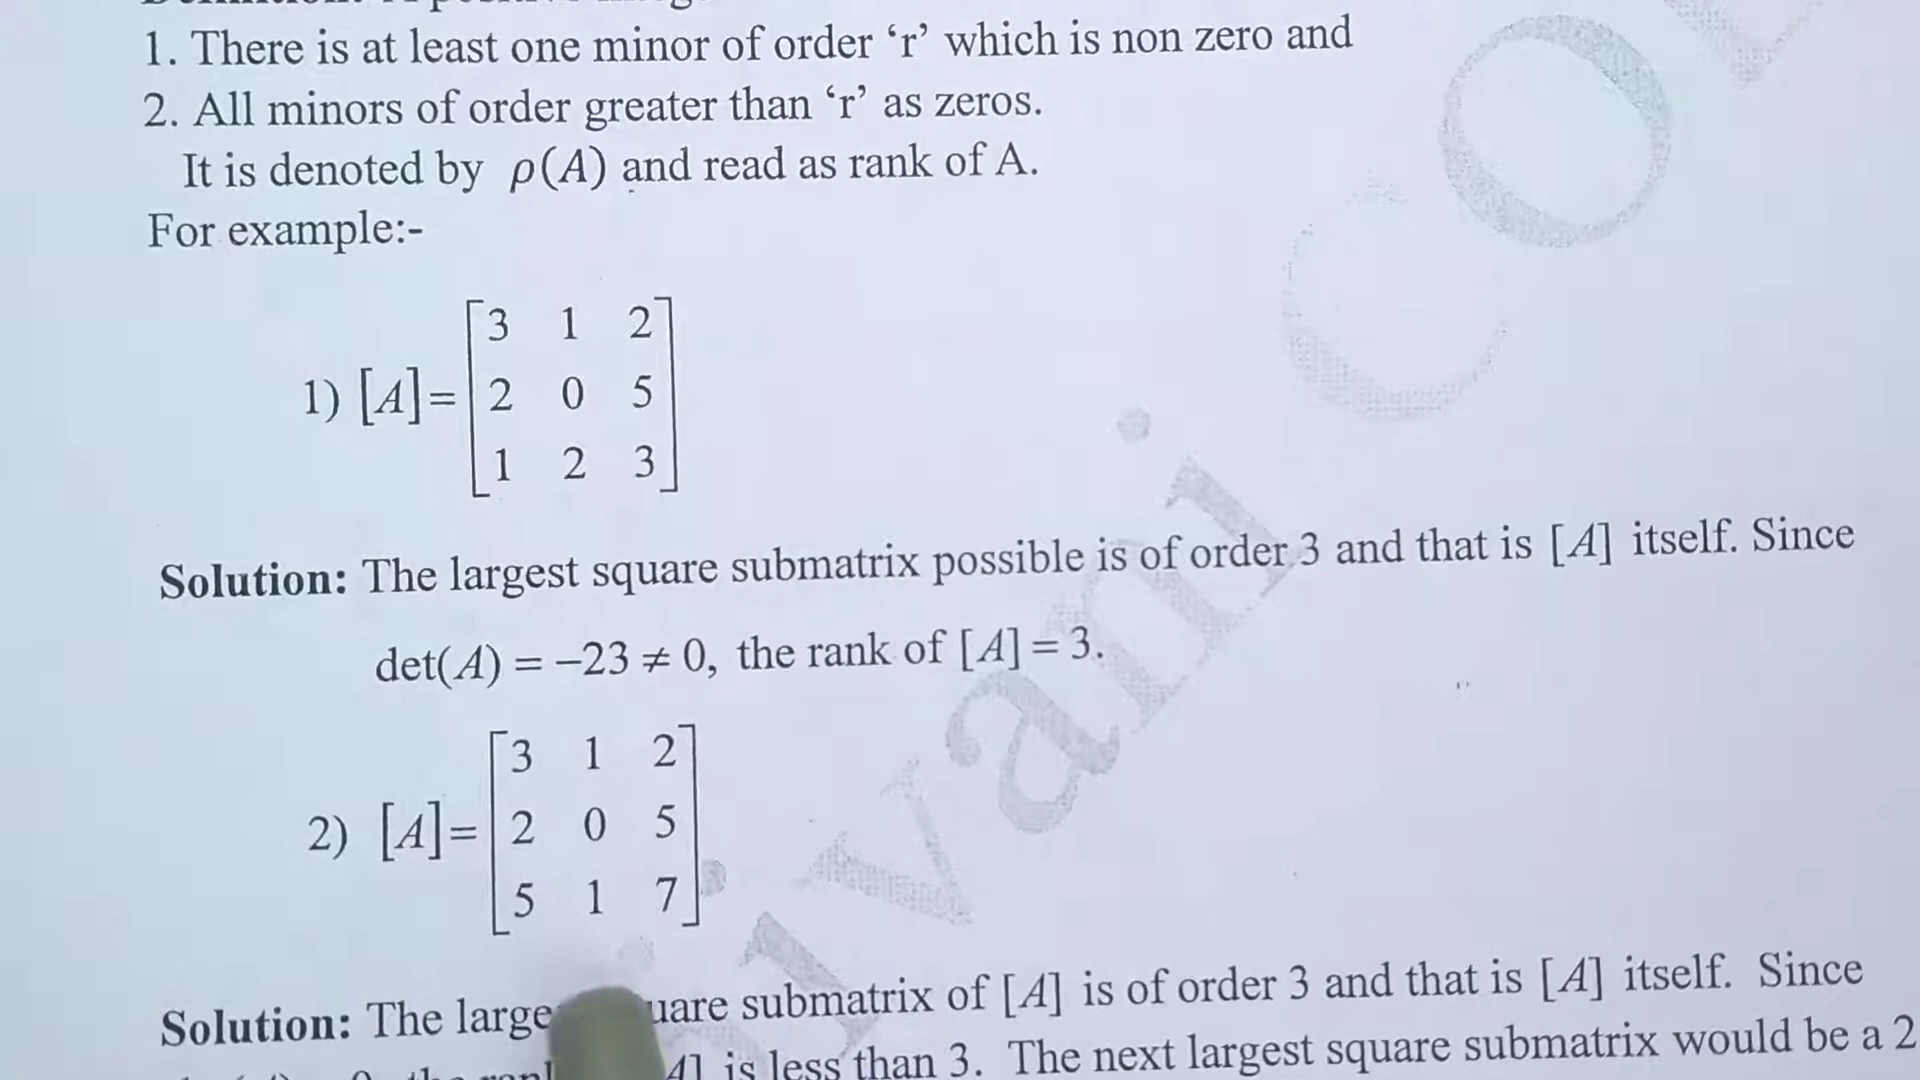 1. There is at least one minor of order ‘r’ which is non zero and
2. All minors of order greater than ‘r’ as zeros.
It is denoted by ρ(A) and read as rank of A.
For example:-
3 1 2
1) [A]= 2 0 5
1 2 3
Solution: The largest square submatrix possible is of order 3 and that is [A] itself. Since
det(A) = −23 ≠ 0, the rank of [A] = 3.
3 1 2
2) [A]= 2 0 5
5 1 7
Solution: The submatrix of [A] is of order 3 and that is [A] itself. Since
is less than 3. The next largest square submatrix would be a 2